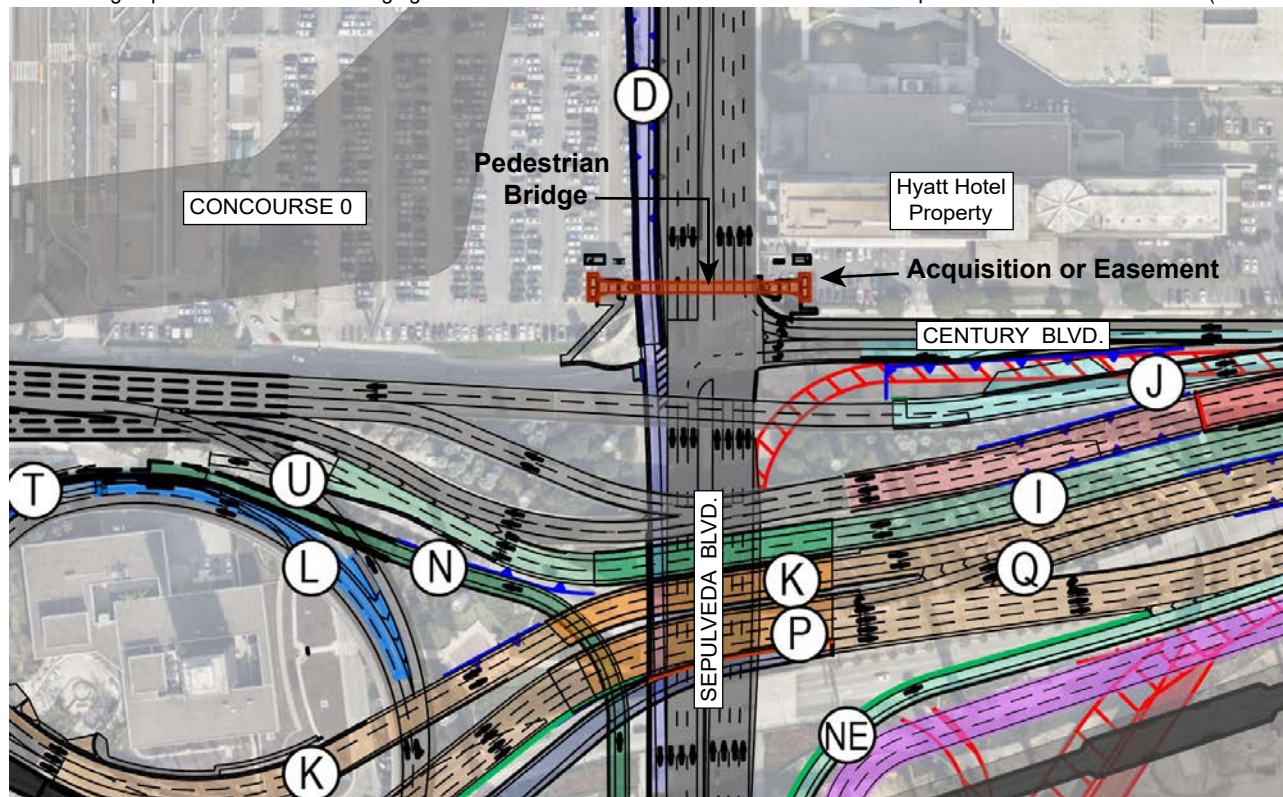 D
Pedestrian
Bridge
CONCOURSE 0
Hyatt Hotel
Property
Acquisition or Easement
CENTURY BLVD.
J
T
U
I
L
N
K
Q
P
SEPULVEDA BLVD.
NE
K